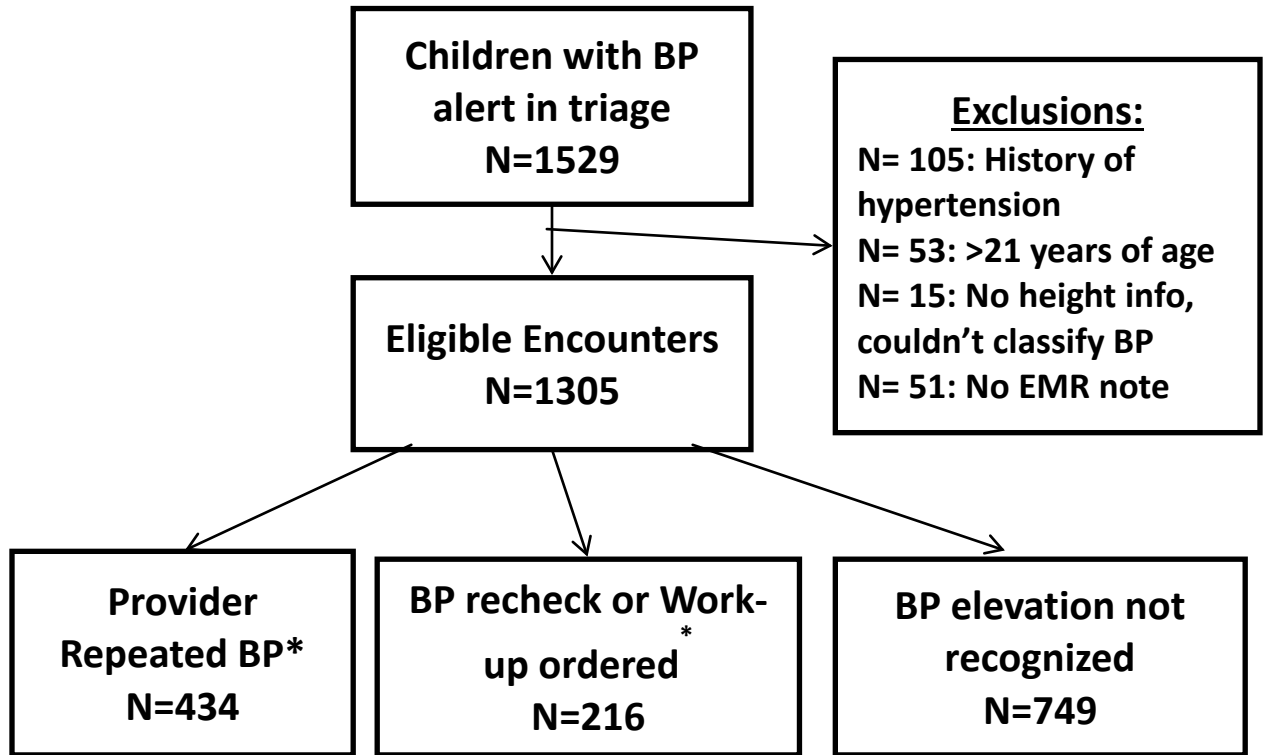 Children with BP
alert in triage
N=1529
Exclusions:
N= 105: History of
hypertension
N= 53: >21 years of age
N= 15: No height info,
couldn’t classify BP
N= 51: No EMR note
Eligible Encounters
N=1305
Provider
Repeated BP*
N=434
BP recheck or Work-
up ordered*
N=216
BP elevation not
recognized
N=749